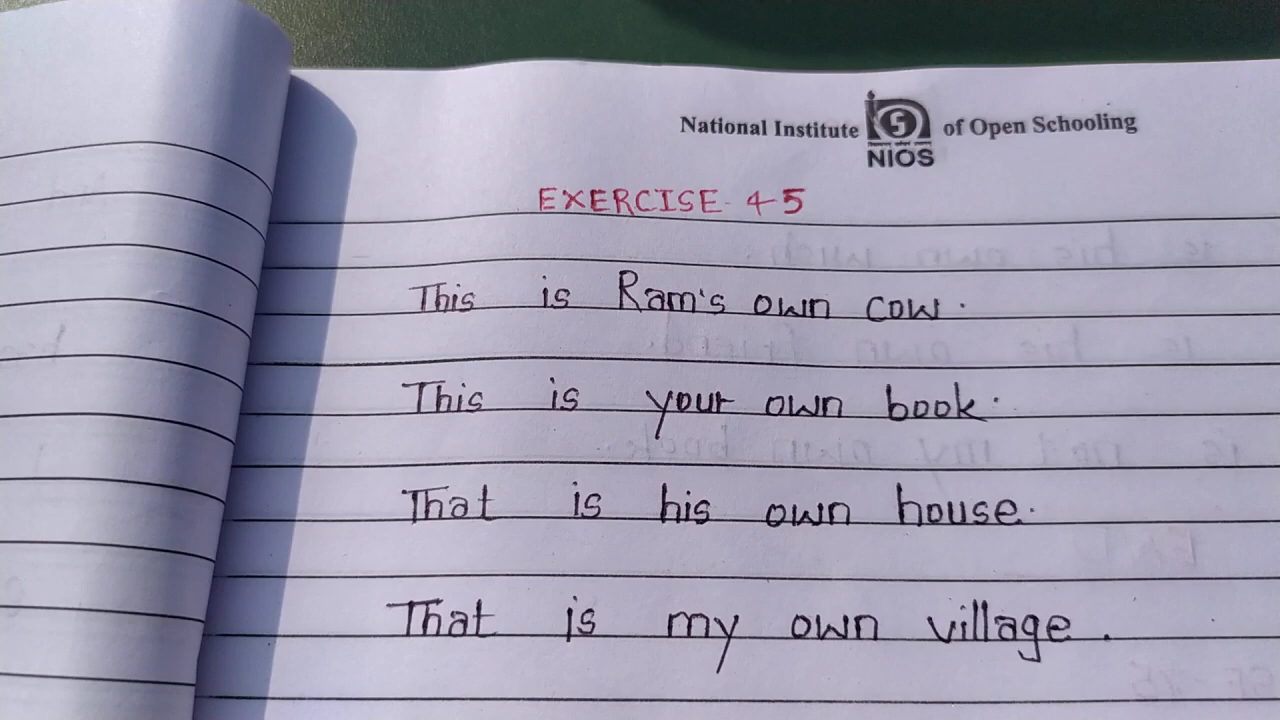 National Institute of Open Schooling
NIOS
EXERCISE- 45
This is Ram's own cow.
This is your own book.
That is his own house.
That is my own village.